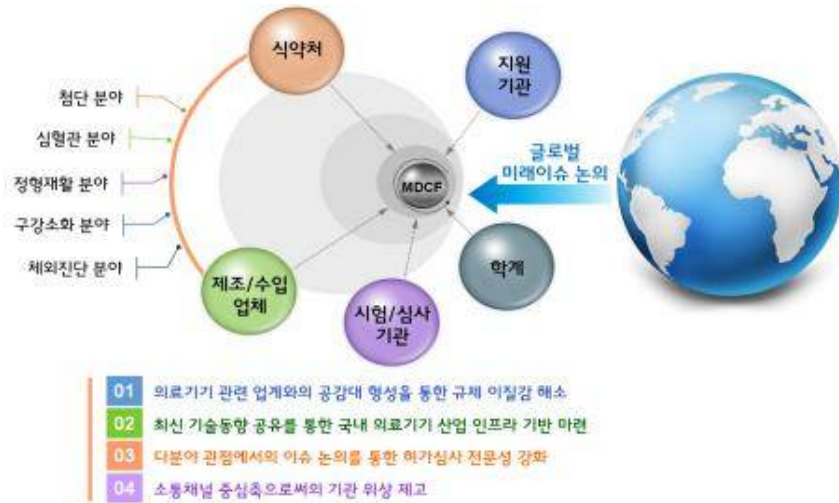 식약처
지원
기관
첨단 분야
심혈관 분야
정형재활 분야
구강소화 분야
체외진단 분야
MDCF
글로벌
미래이슈 논의
제조/수입
업체
시험/심사
기관
학계
01 의료기기 관련 업계와의 공감대 형성을 통한 규제 이질감 해소
02 최신 기술동향 공유를 통한 국내 의료기기 산업 인프라 기반 마련
03 다분야 관점에서의 이슈 논의를 통한 허가심사 전문성 강화
04 소통채널 중심축으로써의 기관 위상 제고